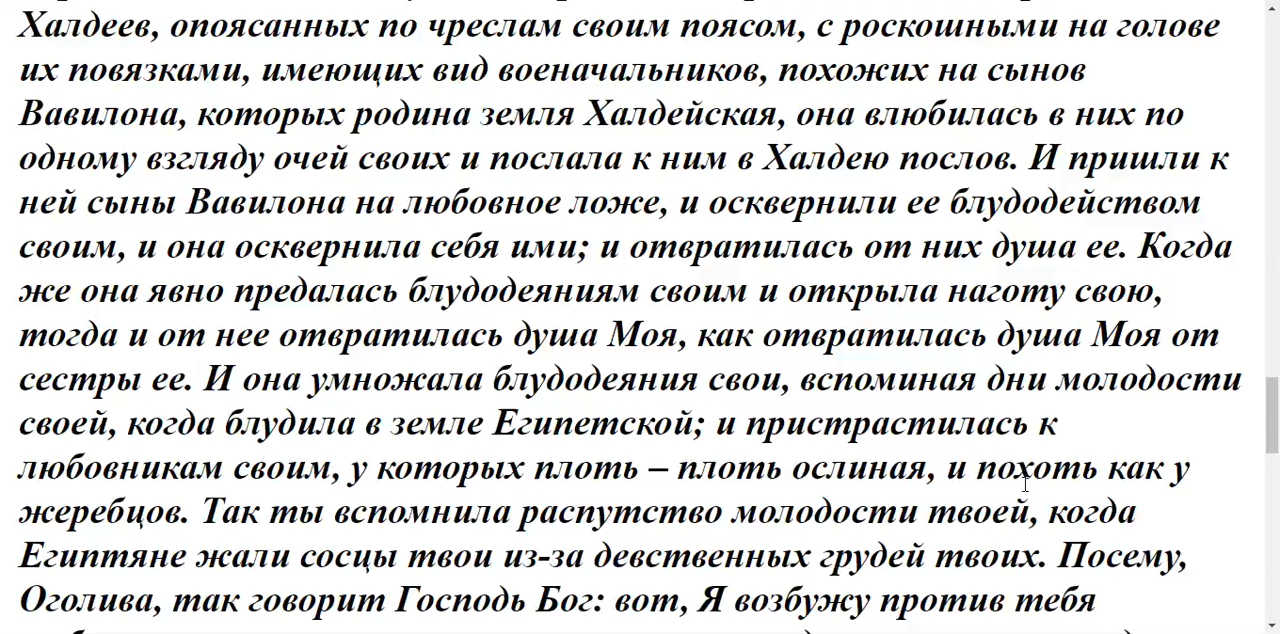 Халдеев, опоясанных по чреслам своим поясом, с роскошными на голове
их повязками, имеющих вид военачальников, похожих на сынов
Вавилона, которых родина земля Халдейская, она влюбилась в них по
одному взгляду очей своих и послала к ним в Халдею послов. И пришли к
ней сыны Вавилона на любовное ложе, и осквернили ее блудодейством
своим, и она осквернила себя ими; и отвратилась от них душа ее. Когда
же она явно предалась блудодеяниям своим и открыла наготу свою,
тогда и от нее отвратилась душа Моя, как отвратилась душа Моя от
сестры ее. И она умножала блудодеяния свои, вспоминая дни молодости
своей, когда блудила в земле Египетской; и пристрастилась к
любовникам своим, у которых плоть – плоть ослиная, и похоть как у
жеребцов. Так ты вспомнила распутство молодости твоей, когда
Египтяне жали сосцы твои из-за девственных грудей твоих. Посему,
Оголива, так говорит Господь Бог: вот, Я возбужу против тебя